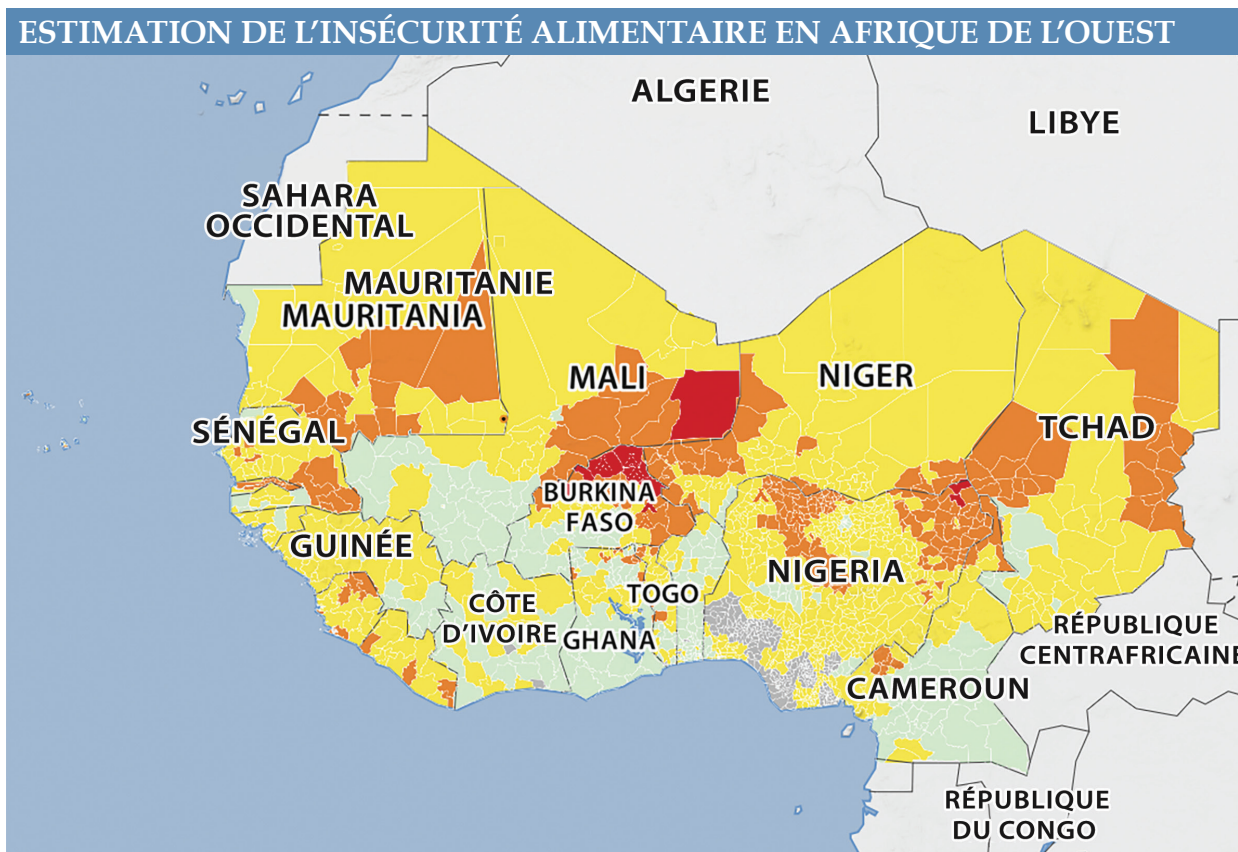 ESTIMATION DE L’INSÉCURITÉ ALIMENTAIRE EN AFRIQUE DE L’OUEST
ALGERIE
LIBYE
SAHARA
OCCIDENTAL
MAURITANIE
MAURITANIA
MALI
NIGER
TCHAD
SÉNÉGAL
BURKINA
FASO
GUINÉE
NIGERIA
CÔTE
D’IVOIRE
TOGO
GHANA
RÉPUBLIQUE
CENTRAFRICAINE
CAMEROUN
RÉPUBLIQUE
DU CONGO